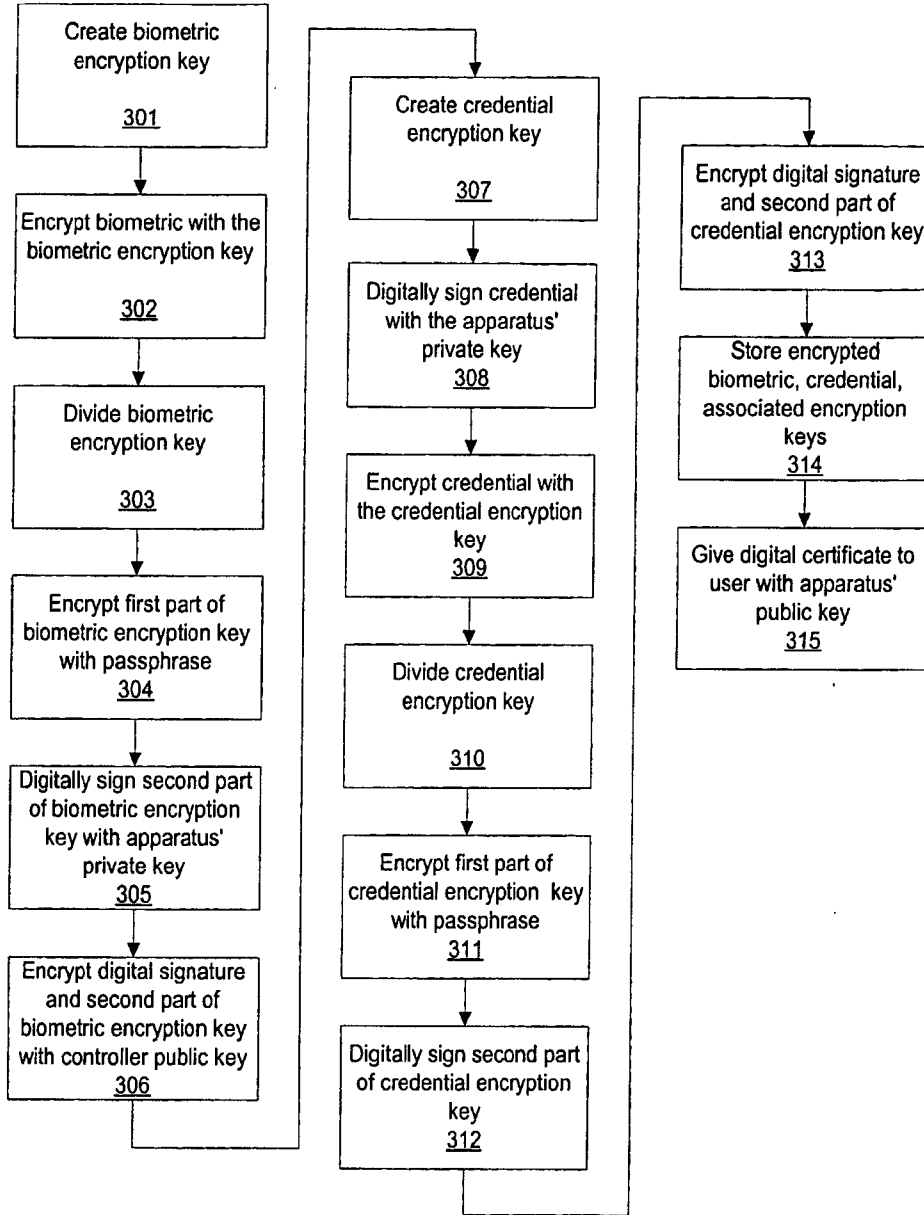 Create biometric
encryption key
301
Encrypt biometric with the
biometric encryption key
302
Divide biometric
encryption key
303
Encrypt first part of
biometric encryption key
with passphrase
304
Digitally sign second part
of biometric encryption
key with apparatus'
private key
305
Encrypt digital signature
and second part of
biometric encryption key
with controller public key
306
Create credential
encryption key
307
Digitally sign credential
with the apparatus'
private key
308
Encrypt credential with
the credential encryption
key
309
Divide credential
encryption key
310
Encrypt first part of
credential encryption key
with passphrase
311
Digitally sign second part
of credential encryption
key
312
Encrypt digital signature
and second part of
credential encryption key
313
Store encrypted
biometric, credential,
associated encryption
keys
314
Give digital certificate to
user with apparatus'
public key
315